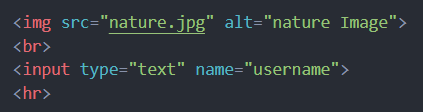 <img src="nature.jpg" alt="nature Image">
<br>
<input type="text" name="username">
<hr>